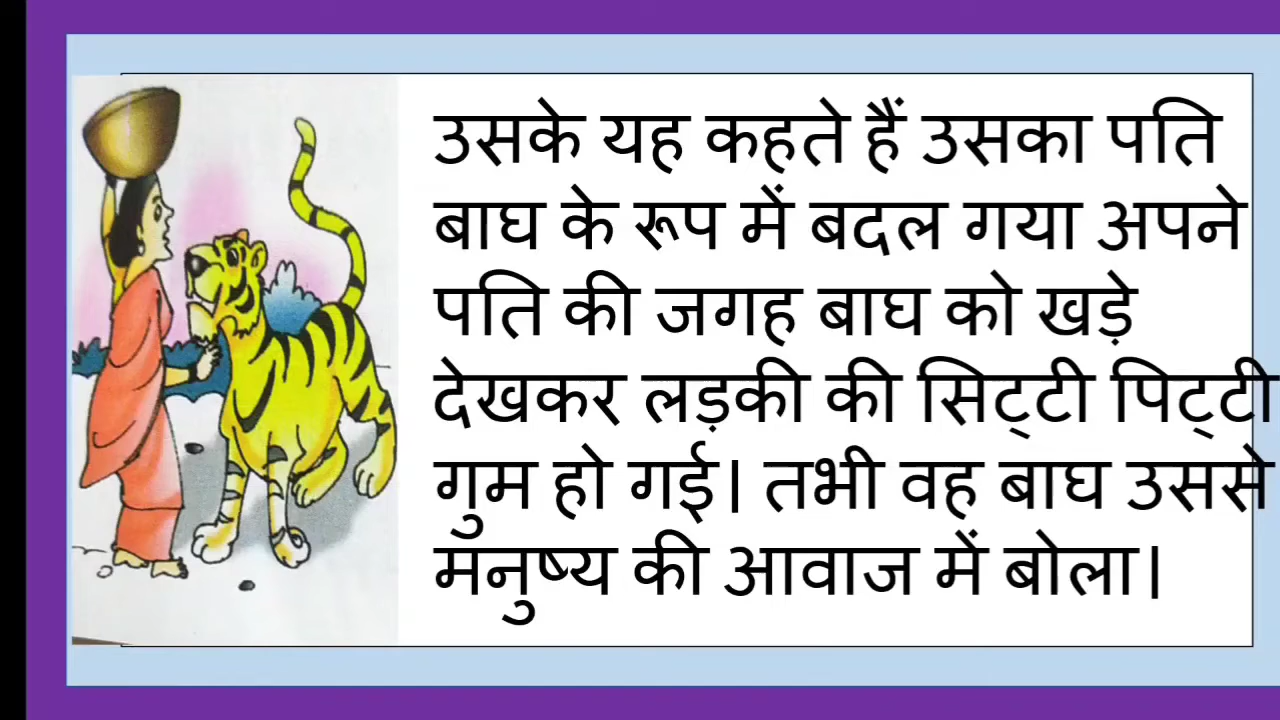 उसके यह कहते हैं उसका पति
बाघ के रूप में बदल गया अपने
पति की जगह बाघ को खड़े
देखकर लड़की की सिट्टी पिट्टी
गुम हो गई। तभी वह बाघ उससे
मनुष्य की आवाज में बोला।